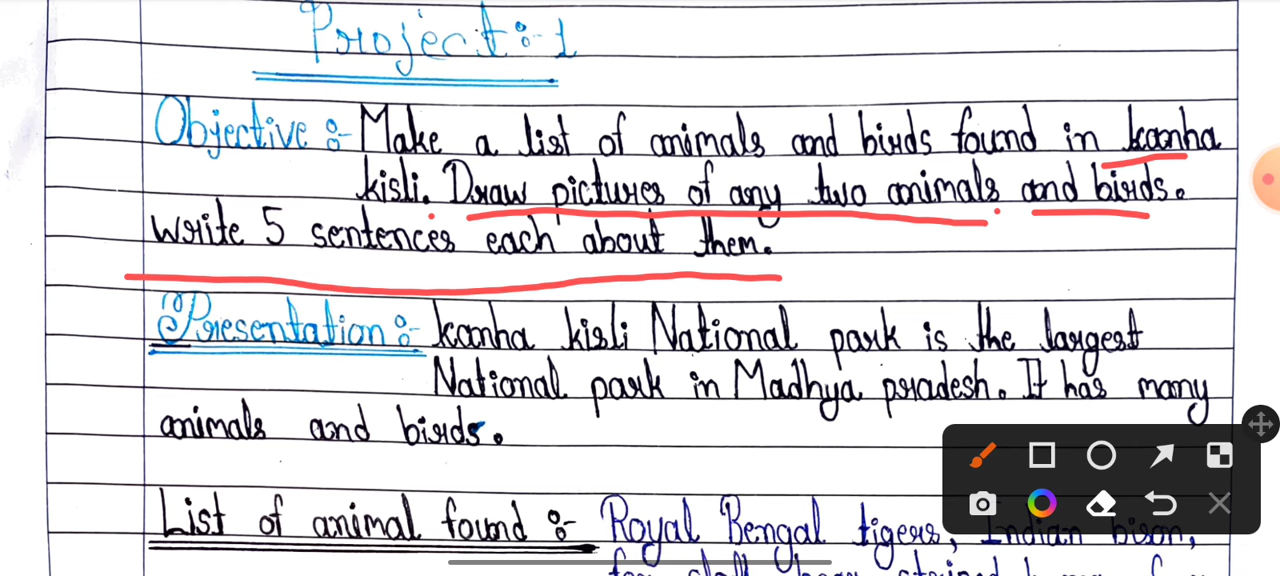 Project :- 1
Objective :- Make a list of animals and birds found in kanha
kisli. Draw pictures of any two animals and birds.
write 5 sentences each about them.
Presentation :- kanha kisli National park is the largest
National park in Madhya pradesh. It has many
animals and birds.
List of animal found :- Royal Bengal tigers, Indian bison,